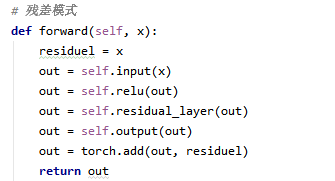 # 残差模式
def forward(self, x):
    residuel = x
    out = self.input(x)
    out = self.relu(out)
    out = self.residual_layer(out)
    out = self.output(out)
    out = torch.add(out, residuel)
    return out